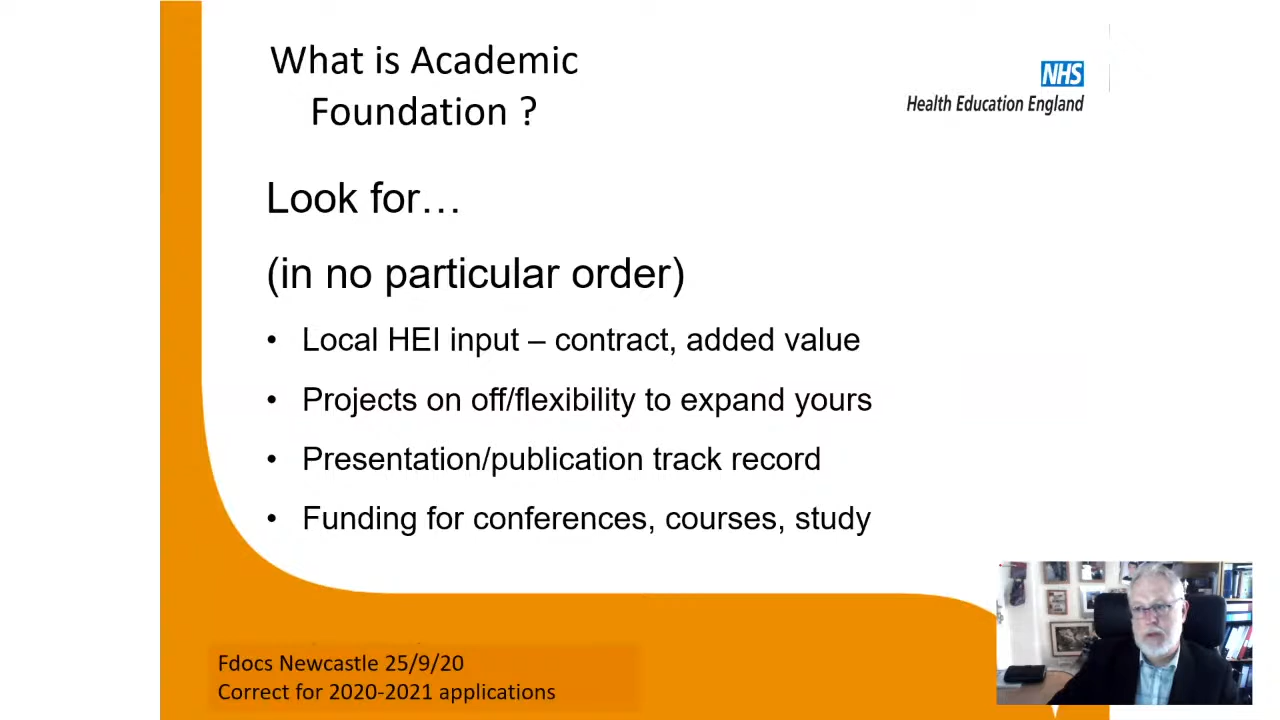 What is Academic
Foundation ?
NHS
Health Education England
Look for…
(in no particular order)
• Local HEI input – contract, added value
• Projects on off/flexibility to expand yours
• Presentation/publication track record
• Funding for conferences, courses, study
Fdocs Newcastle 25/9/20
Correct for 2020-2021 applications